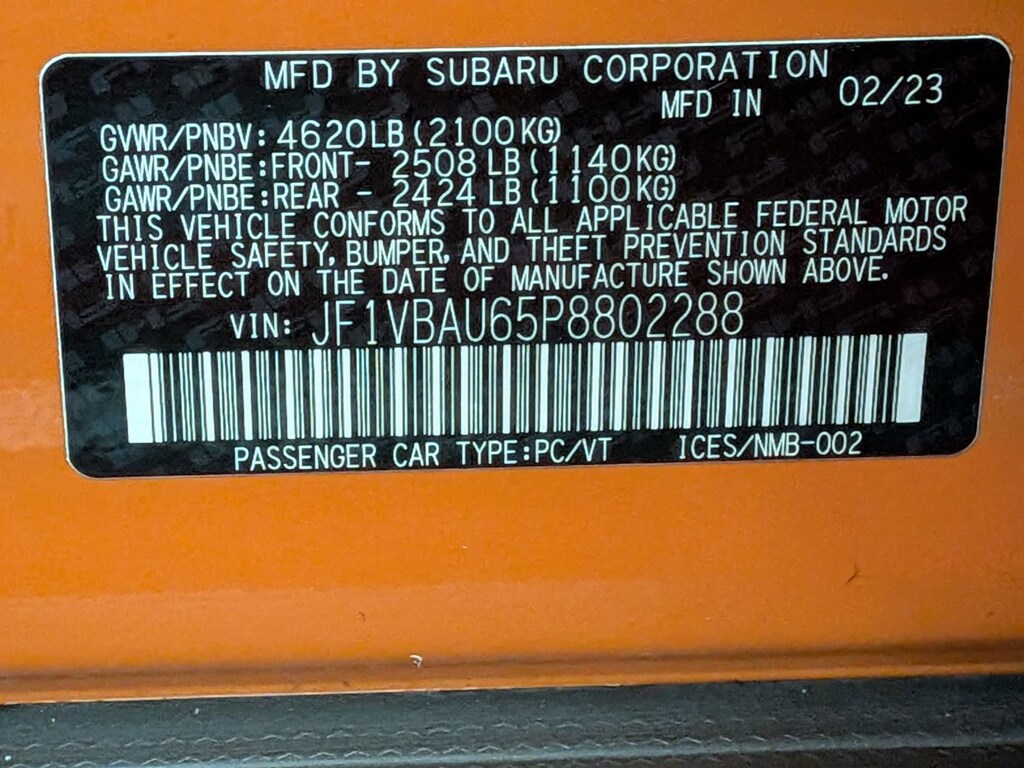 MFD BY SUBARU CORPORATION
MFD IN 02/23
GVWR/PNBV: 4620LB(2100KG)
GAWR/PNBE:FRONT- 2508 LB(1140KG)
GAWR/PNBE:REAR - 2424 LB(1100KG)
THIS VEHICLE CONFORMS TO ALL APPLICABLE FEDERAL MOTOR
VEHICLE SAFETY, BUMPER, AND THEFT PREVENTION STANDARDS
IN EFFECT ON THE DATE OF MANUFACTURE SHOWN ABOVE.
VIN: JF1VBAU65P8802288
PASSENGER CAR TYPE:PC/VT ICES/NMB-002